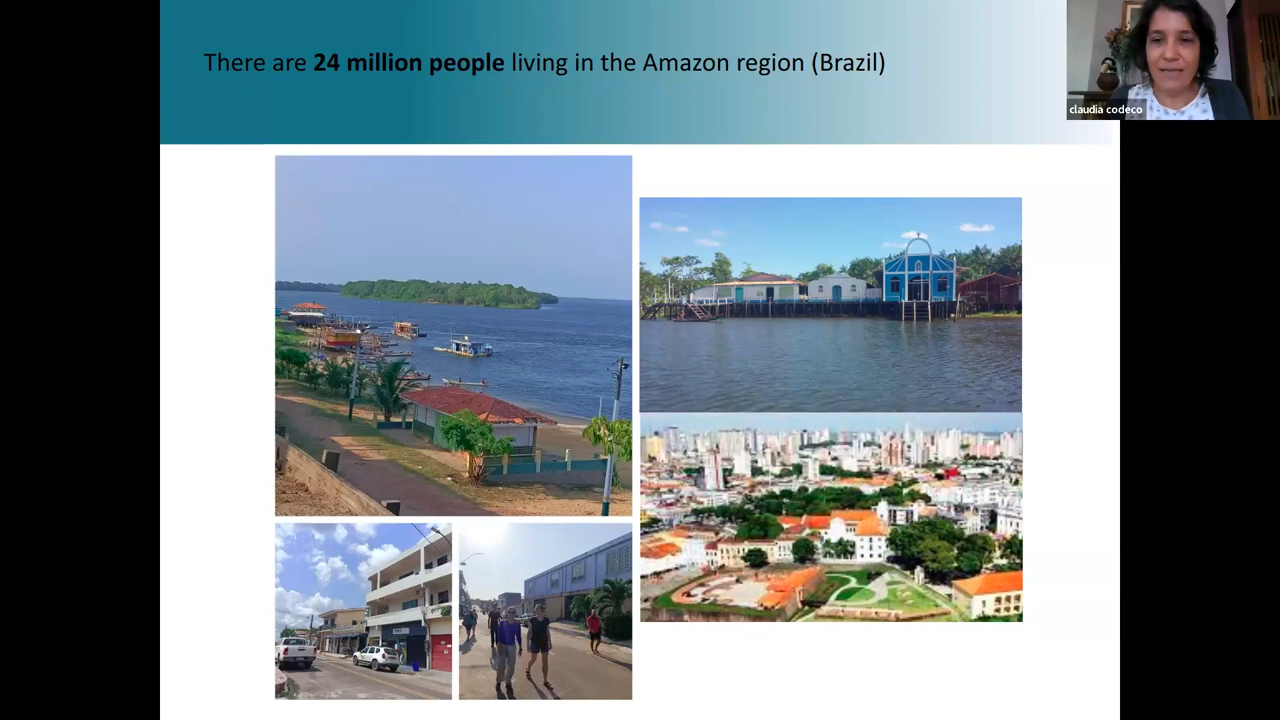 There are 24 million people living in the Amazon region (Brazil)
claudia codeco